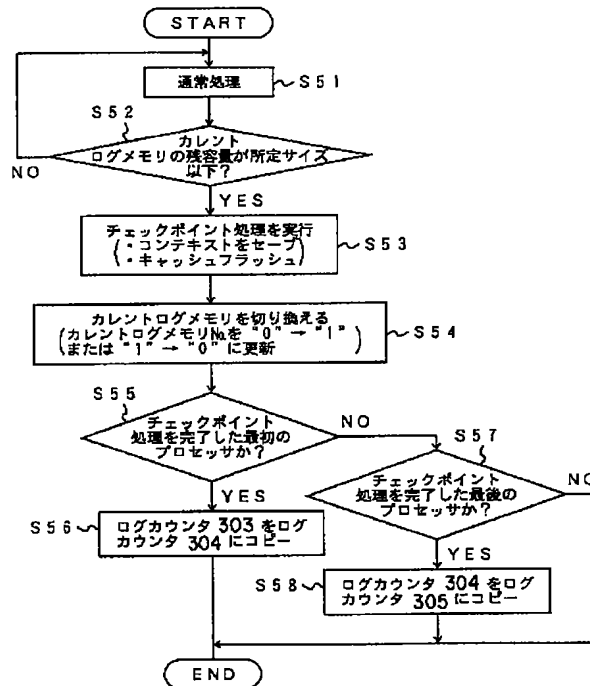 START
通常処理
S51
S52
カレント
ログメモリの残容量が所定サイズ
以下?
NO
YES
チェックポイント処理を実行
(・コンテキストをセーブ
・キャッシュフラッシュ)
S53
カレントログメモリを切り換える
(カレントログメモリ№を "0" → "1"
または "1" → "0" に更新)
S54
S55
チェックポイント
処理を完了した最初の
プロセッサか?
NO
YES
S57
チェックポイント
処理を完了した最後の
プロセッサか?
NO
YES
S56
ログカウンタ 303 をログ
カウンタ 304 にコピー
S58
ログカウンタ 304 をログ
カウンタ 305 にコピー
END